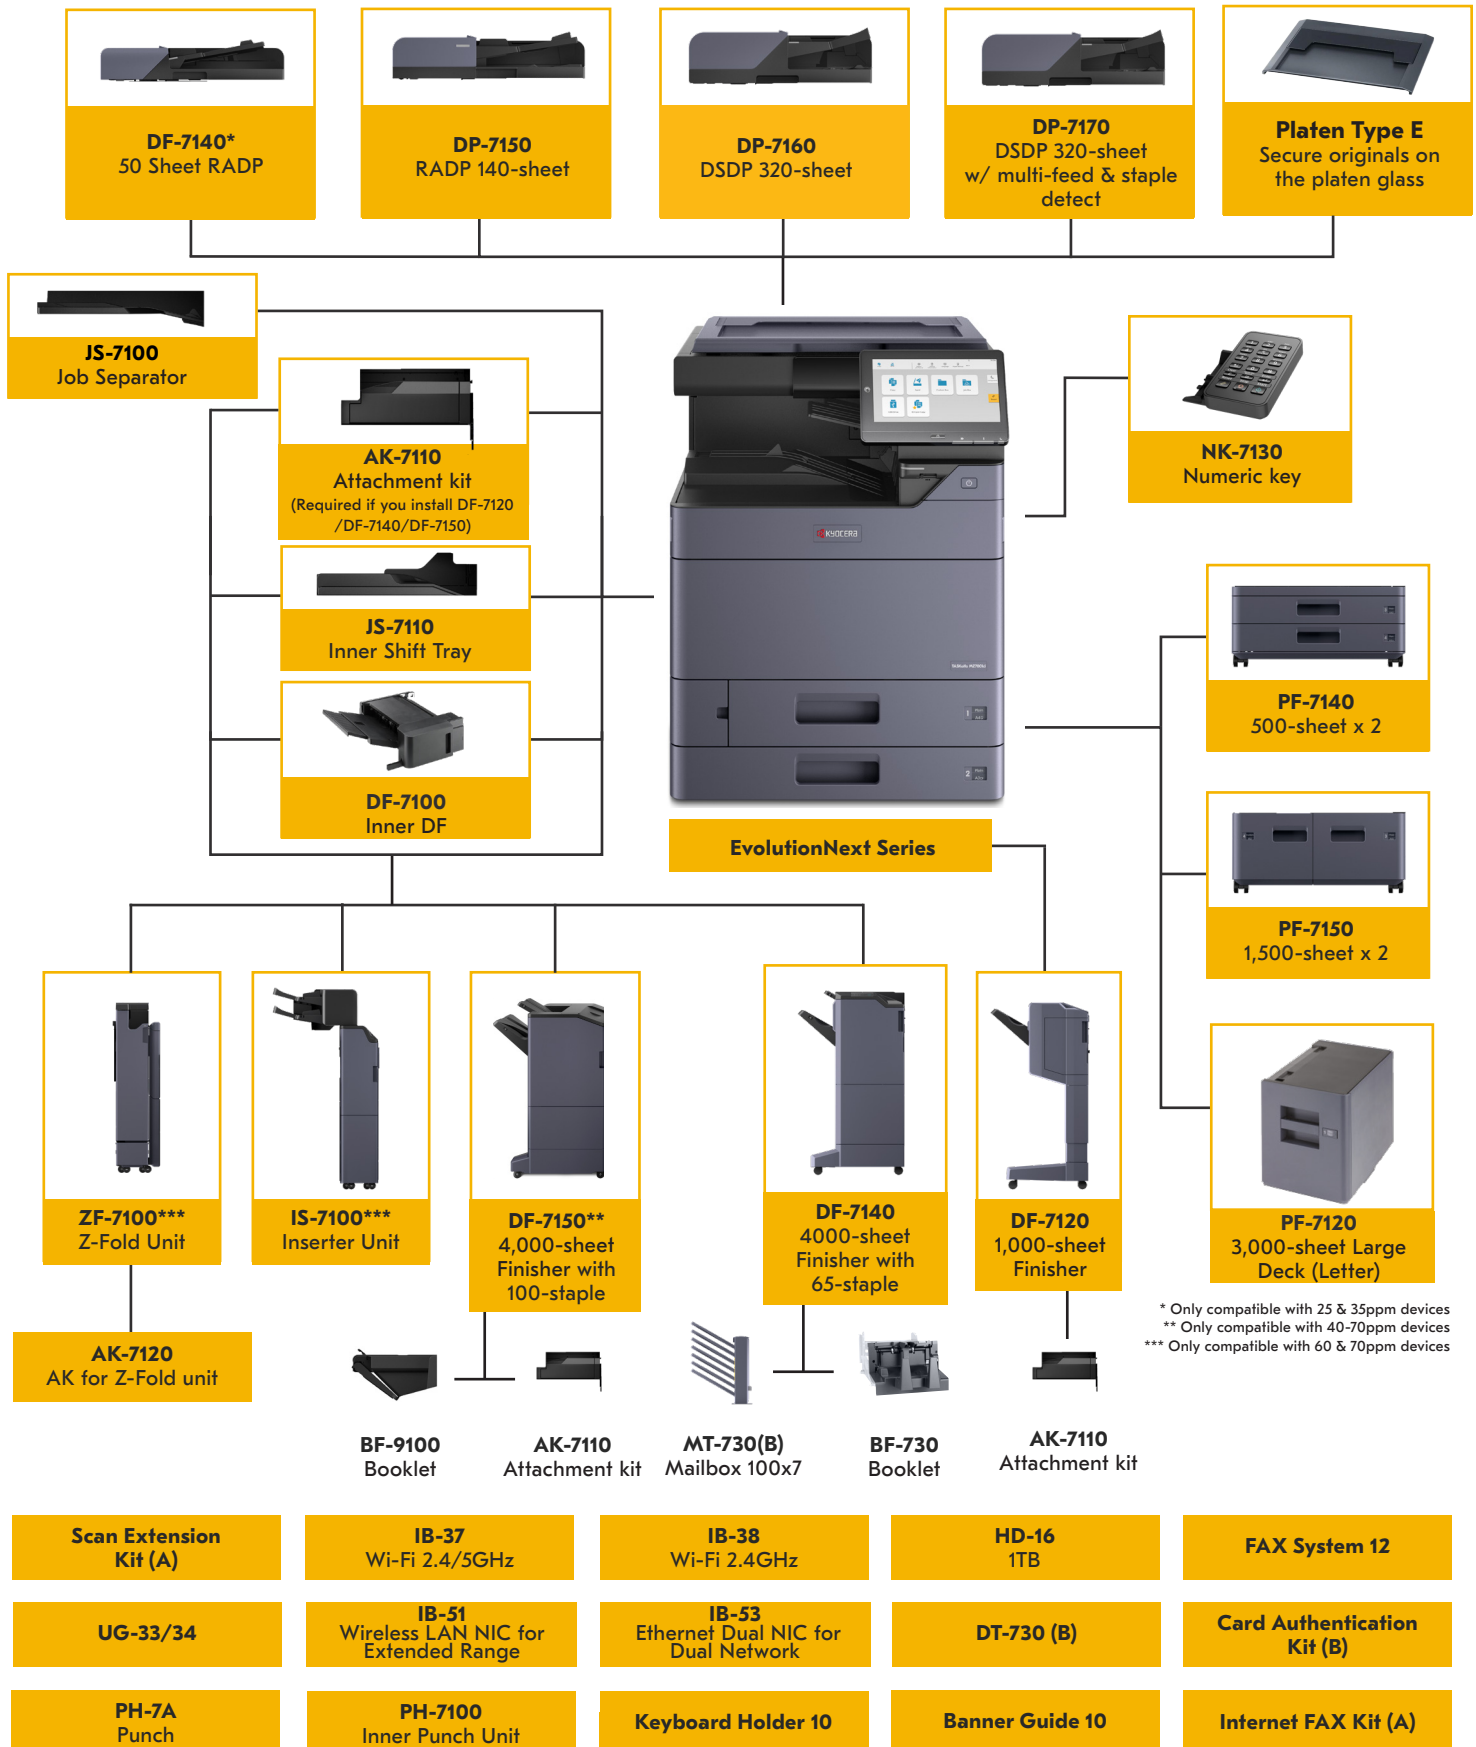 DF-7140*
50 Sheet RADP
DP-7150
RADP 140-sheet
DP-7160
DSDP 320-sheet
DP-7170
DSDP 320-sheet
w/ multi-feed & staple
detect
Platen Type E
Secure originals on
the platen glass
JS-7100
Job Separator
AK-7110
Attachment kit
(Required if you install DF-7120
/DF-7140/DF-7150)
JS-7110
Inner Shift Tray
DF-7100
Inner DF
KYOCERA
1
2
EvolutionNext Series
NK-7130
Numeric key
PF-7140
500-sheet x 2
PF-7150
1,500-sheet x 2
PF-7120
3,000-sheet Large
Deck (Letter)
ZF-7100***
Z-Fold Unit
IS-7100***
Inserter Unit
DF-7150**
4,000-sheet
Finisher with
100-staple
DF-7140
4000-sheet
Finisher with
65-staple
DF-7120
1,000-sheet
Finisher
* Only compatible with 25 & 35ppm devices
** Only compatible with 40-70ppm devices
*** Only compatible with 60 & 70ppm devices
AK-7120
AK for Z-Fold unit
BF-9100
Booklet
AK-7110
Attachment kit
MT-730(B)
Mailbox 100x7
BF-730
Booklet
AK-7110
Attachment kit
Scan Extension
Kit (A)
IB-37
Wi-Fi 2.4/5GHz
IB-38
Wi-Fi 2.4GHz
HD-16
1TB
FAX System 12
UG-33/34
IB-51
Wireless LAN NIC for
Extended Range
IB-53
Ethernet Dual NIC for
Dual Network
DT-730 (B)
Card Authentication
Kit (B)
PH-7A
Punch
PH-7100
Inner Punch Unit
Keyboard Holder 10
Banner Guide 10
Internet FAX Kit (A)